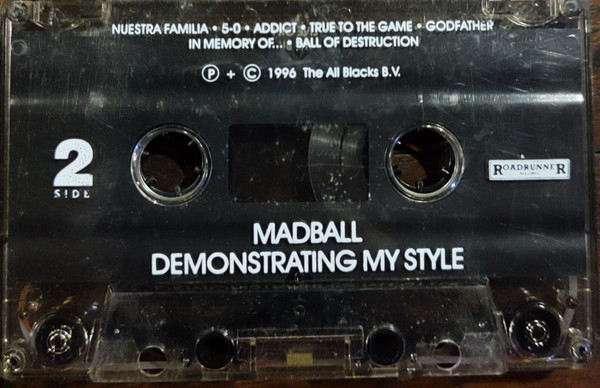 NUESTRA FAMILIA • 5-0 • ADDICT • TRUE TO THE GAME • GODFATHER
IN MEMORY OF... • BALL OF DESTRUCTION
Ⓟ + © 1996 The All Blacks B.V.
2
SIDE
ROADRUNNER
RECORDS
MADBALL
DEMONSTRATING MY STYLE